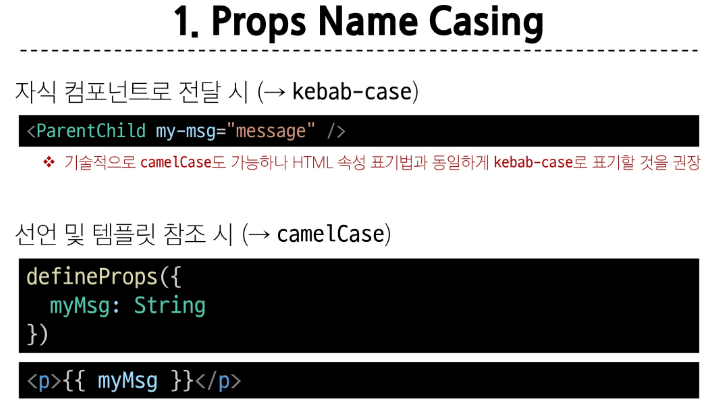 1. Props Name Casing
자식 컴포넌트로 전달 시 (→ kebab-case)
<ParentChild my-msg="message" />
❖ 기술적으로 camelCase도 가능하나 HTML 속성 표기법과 동일하게 kebab-case로 표기할 것을 권장
선언 및 템플릿 참조 시 (→ camelCase)
defineProps({
  myMsg: String
})
<p>{{ myMsg }}</p>